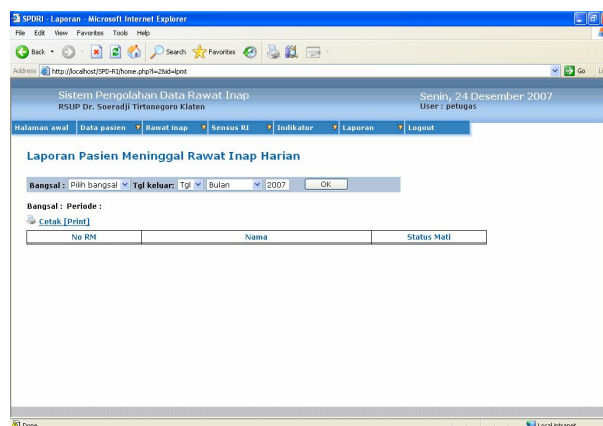 SPDRI - Laporan - Microsoft Internet Explorer
File Edit View Favorites Tools Help
Back Search Favorites
Address http://localhost/SPD-RI/home.php?i=28&id=lpmt Go Li
Sistem Pengolahan Data Rawat Inap Senin, 24 Desember 2007
RSUP Dr. Soeradji Tirtonegoro Klaten User : petugas
Halaman awal Data pasien Rawat inap Sensus RI Indikator Laporan Logout
Laporan Pasien Meninggal Rawat Inap Harian
Bangsal : Pilih bangsal Tgl keluar: Tgl Bulan 2007 OK
Bangsal : Periode :
Cetak [Print]
No RM Nama Status Mati
Done Local intranet